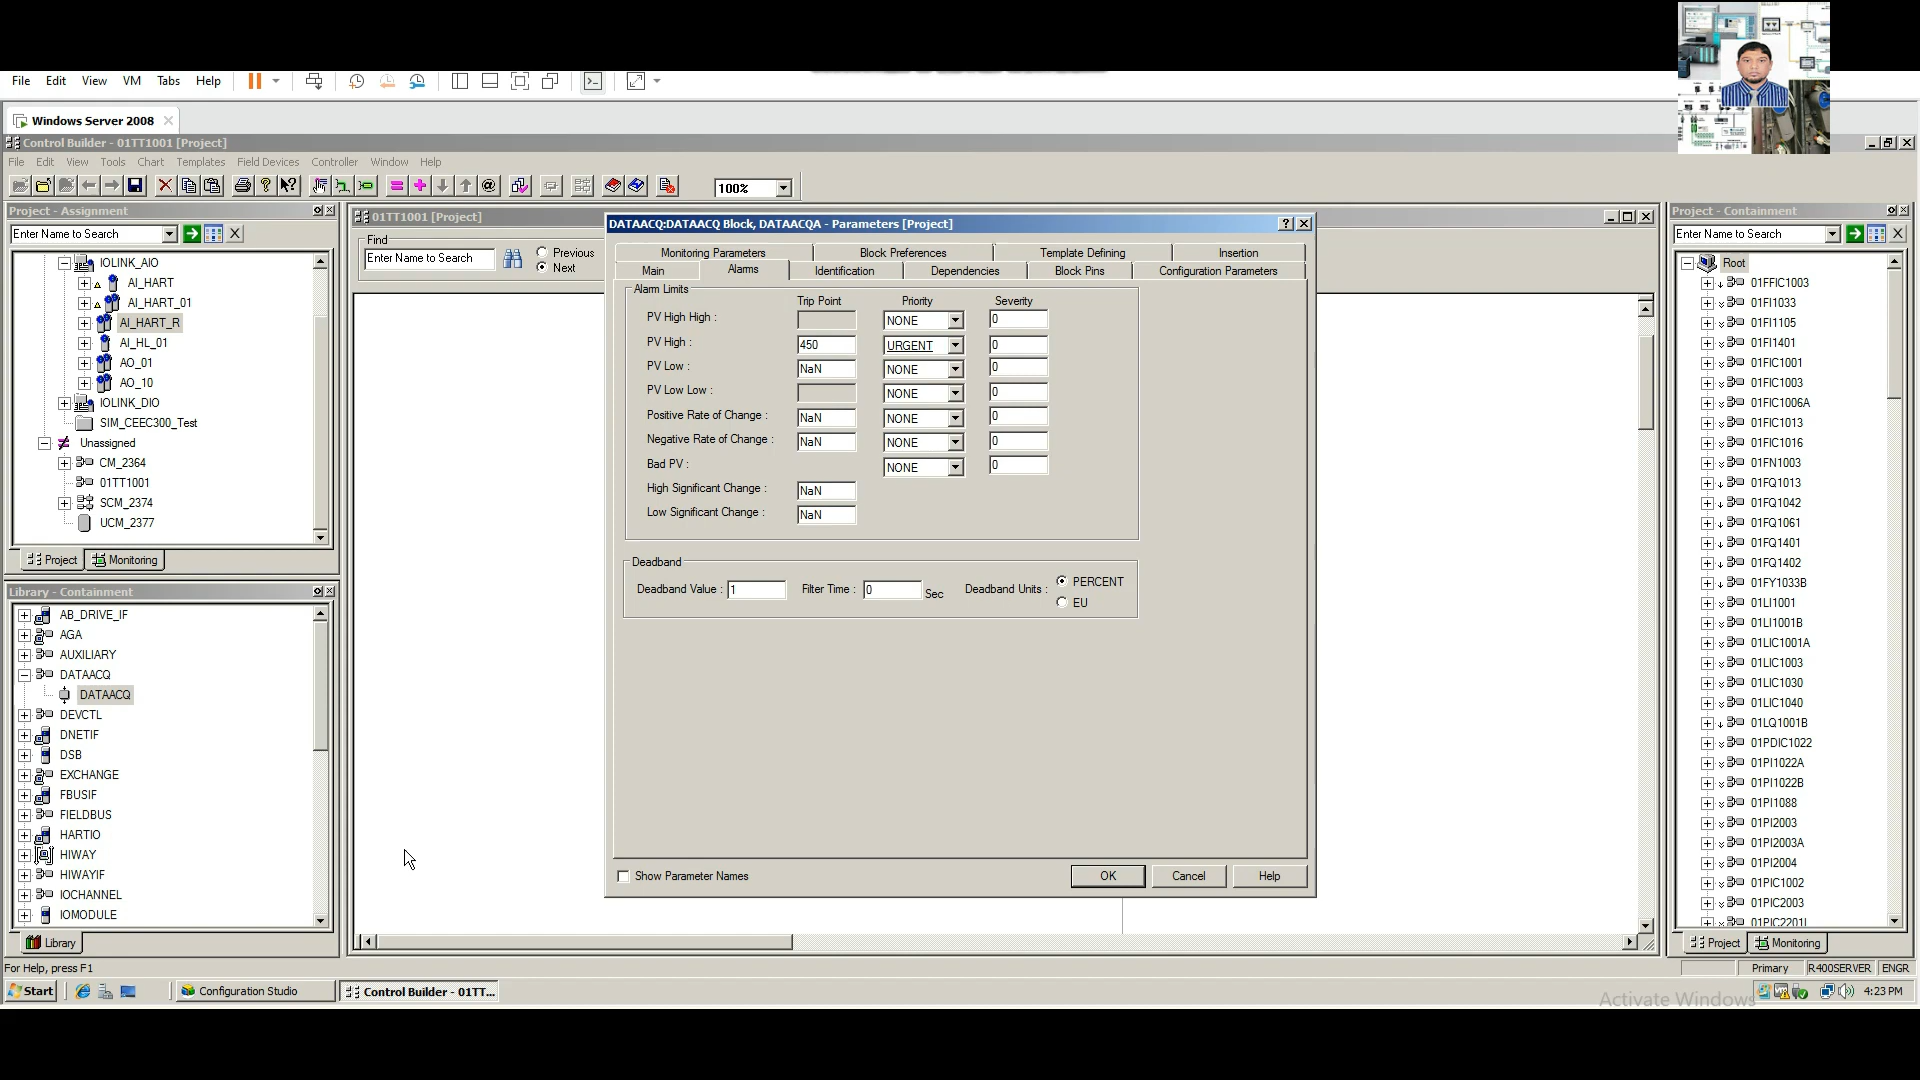 File Edit View VM Tabs Help
Windows Server 2008
Control Builder - 01TT1001 [Project]
File Edit View Tools Chart Templates Field Devices Controller Window Help
100%
Project - Assignment
Enter Name to Search
IOLINK_AIO
AI_HART
AI_HART_01
AI_HART_R
AI_HL_01
AO_01
AO_10
IOLINK_DIO
SIM_CEEC300_Test
Unassigned
CM_2364
01TT1001
SCM_2374
UCM_2377
Project Monitoring
Library - Containment
AB_DRIVE_IF
AGA
AUXILIARY
DATAACQ
DATAACQ
DEVCTL
DNETIF
DSB
EXCHANGE
FBUSIF
FIELDBUS
HARTIO
HIWAY
HIWAYIF
IOCHANNEL
IOMODULE
Library
01TT1001 [Project]
Find
Enter Name to Search
Previous
Next
DATAACQ:DATAACQ Block, DATAACQA - Parameters [Project]
Monitoring Parameters Block Preferences Template Defining Insertion
Main Alarms Identification Dependencies Block Pins Configuration Parameters
Alarm Limits
Trip Point Priority Severity
PV High High : NONE 0
PV High : 450 URGENT 0
PV Low : NaN NONE 0
PV Low Low : NONE 0
Positive Rate of Change : NaN NONE 0
Negative Rate of Change : NaN NONE 0
Bad PV : NONE 0
High Significant Change : NaN
Low Significant Change : NaN
Deadband
Deadband Value : 1 Filter Time : 0 Sec Deadband Units : PERCENT
EU
Show Parameter Names
OK Cancel Help
Project - Containment
Enter Name to Search
Root
01FFIC1003
01FI1033
01FI1105
01FI1401
01FIC1001
01FIC1003
01FIC1006A
01FIC1013
01FIC1016
01FN1003
01FQ1013
01FQ1042
01FQ1061
01FQ1401
01FQ1402
01FY1033B
01LI1001
01LI1001B
01LIC1001A
01LIC1003
01LIC1030
01LIC1040
01LQ1001B
01PDIC1022
01PI1022A
01PI1022B
01PI1088
01PI2003
01PI2003A
01PI2004
01PIC1002
01PIC2003
01PIC2201L
Project Monitoring
For Help, press F1
Primary R400SERVER ENGR
Start Configuration Studio Control Builder - 01TT... 4:23 PM
Activate Windows